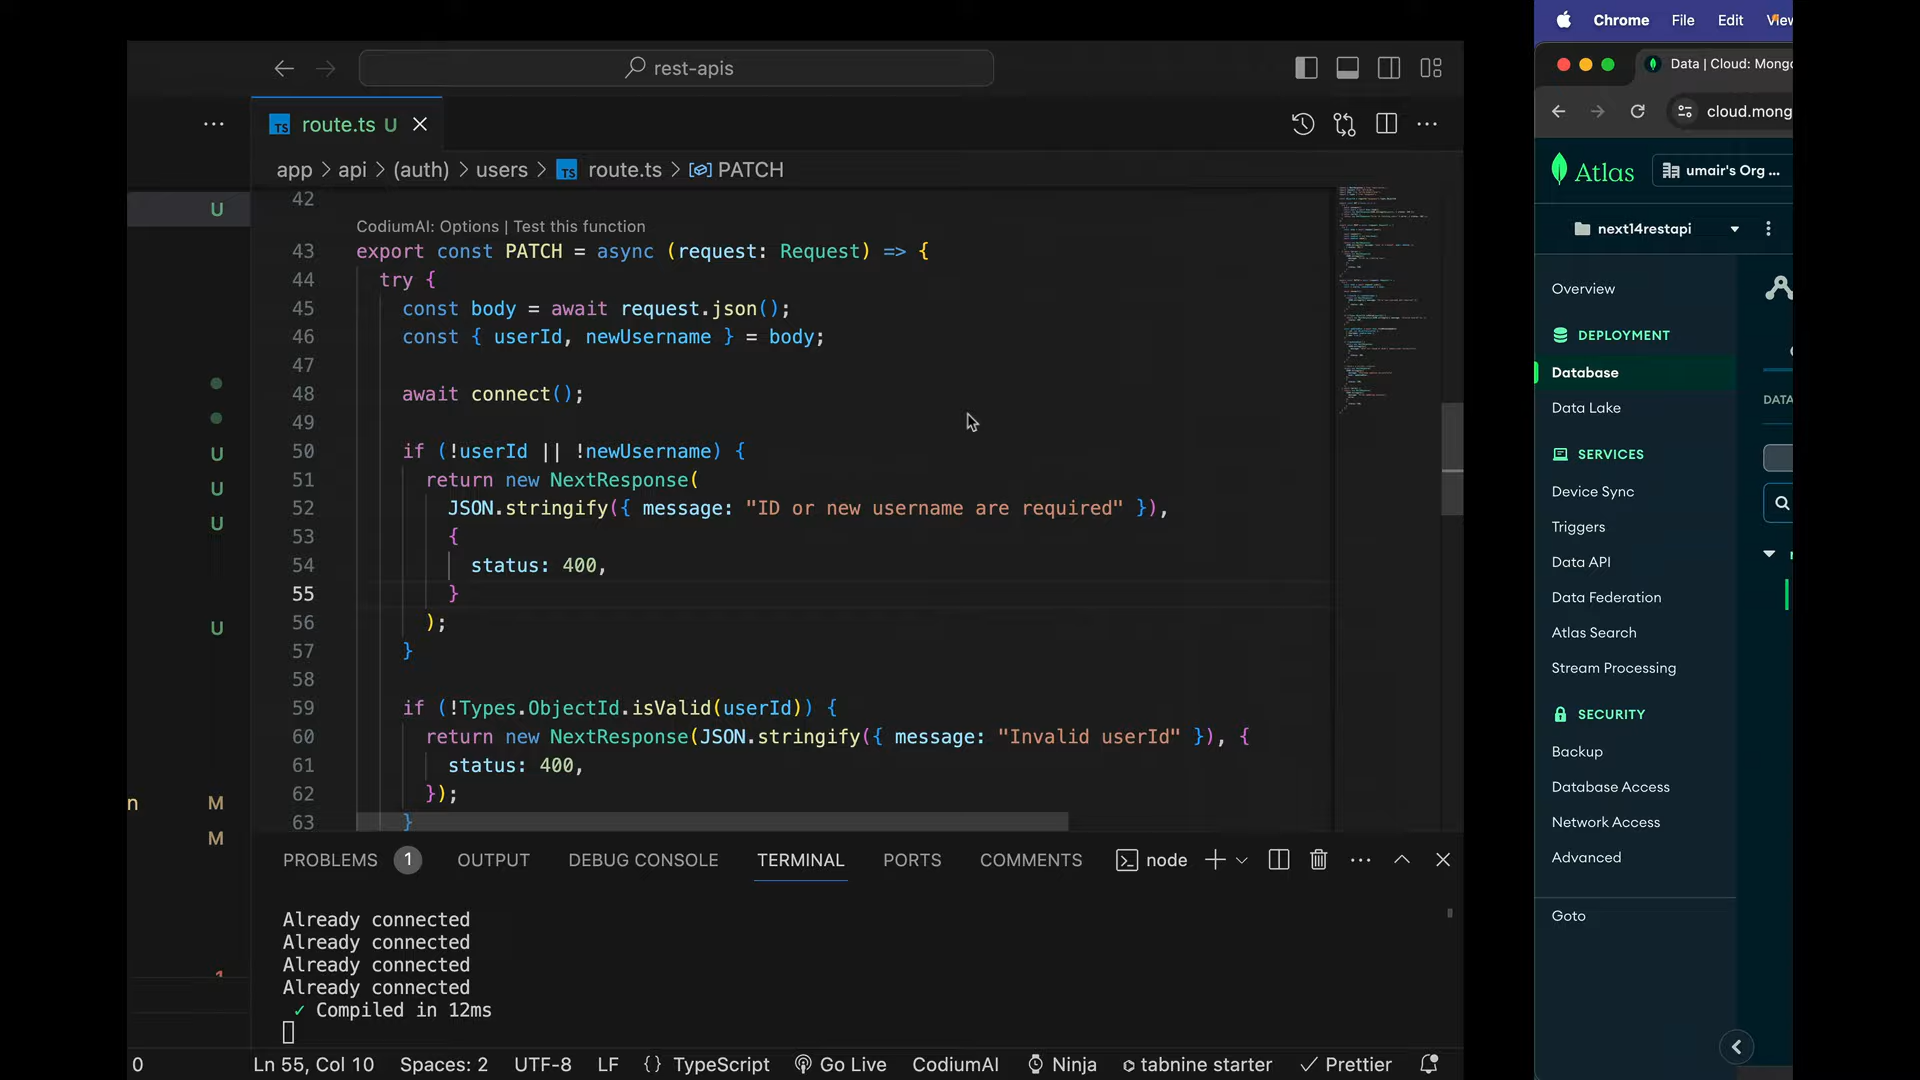 rest-apis
route.ts U
app > api > (auth) > users > route.ts > PATCH
42
CodiumAI: Options | Test this function
43 export const PATCH = async (request: Request) => {
44 try {
45 const body = await request.json();
46 const { userId, newUsername } = body;
47
48 await connect();
49
50 if (!userId || !newUsername) {
51 return new NextResponse(
52 JSON.stringify({ message: "ID or new username are required" }),
53 {
54 status: 400,
55 }
56 );
57 }
58
59 if (!Types.ObjectId.isValid(userId)) {
60 return new NextResponse(JSON.stringify({ message: "Invalid userId" }), {
61 status: 400,
62 });
63 }
U
U
U
U
U
n M
M
PROBLEMS 1 OUTPUT DEBUG CONSOLE TERMINAL PORTS COMMENTS node
Already connected
Already connected
Already connected
Already connected
✓ Compiled in 12ms
0 Ln 55, Col 10 Spaces: 2 UTF-8 LF {} TypeScript Go Live CodiumAI Ninja tabnine starter Prettier
Chrome File Edit View
Data | Cloud: Mongo
cloud.mong
Atlas umair's Org ...
next14restapi
Overview
DEPLOYMENT
Database
Data Lake
DATA
SERVICES
Device Sync
Triggers
Data API
Data Federation
Atlas Search
Stream Processing
SECURITY
Backup
Database Access
Network Access
Advanced
Goto